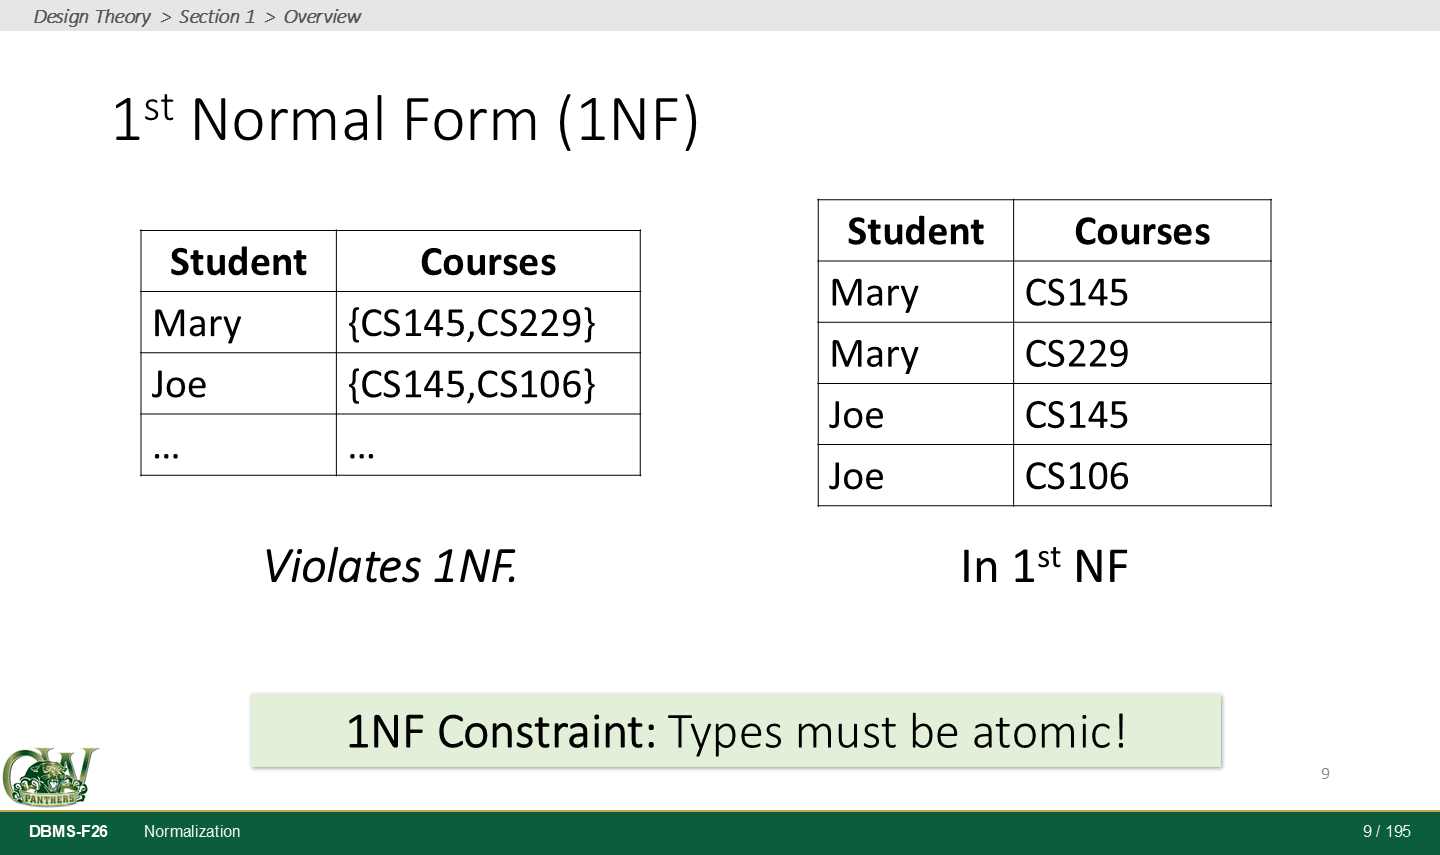 Design Theory > Section 1 > Overview
1st Normal Form (1NF)
Student Courses
Mary {CS145,CS229}
Joe {CS145,CS106}
… …
Violates 1NF.
Student Courses
Mary CS145
Mary CS229
Joe CS145
Joe CS106
In 1st NF
1NF Constraint: Types must be atomic!
9
OW
PANTHERS
DBMS-F26 Normalization 9 / 195